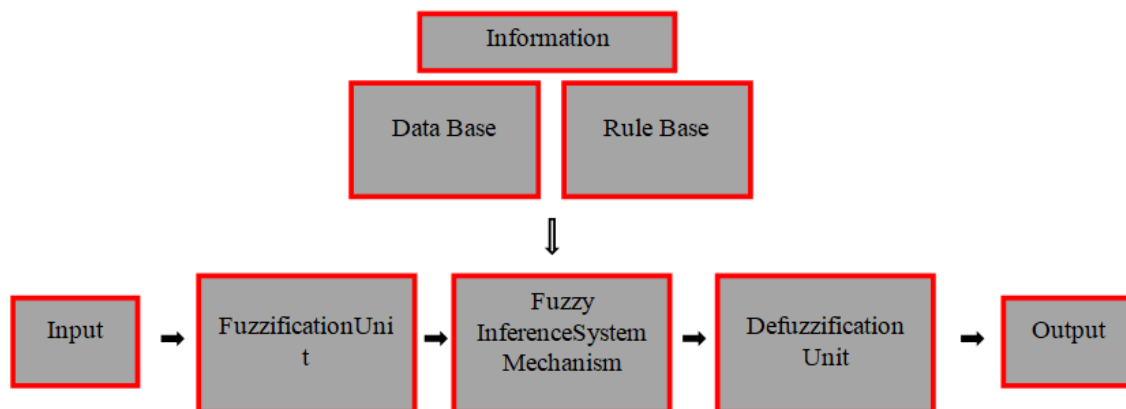 Information
Data Base
Rule Base
Input
FuzzificationUni
t
Fuzzy
InferenceSystem
Mechanism
Defuzzification
Unit
Output